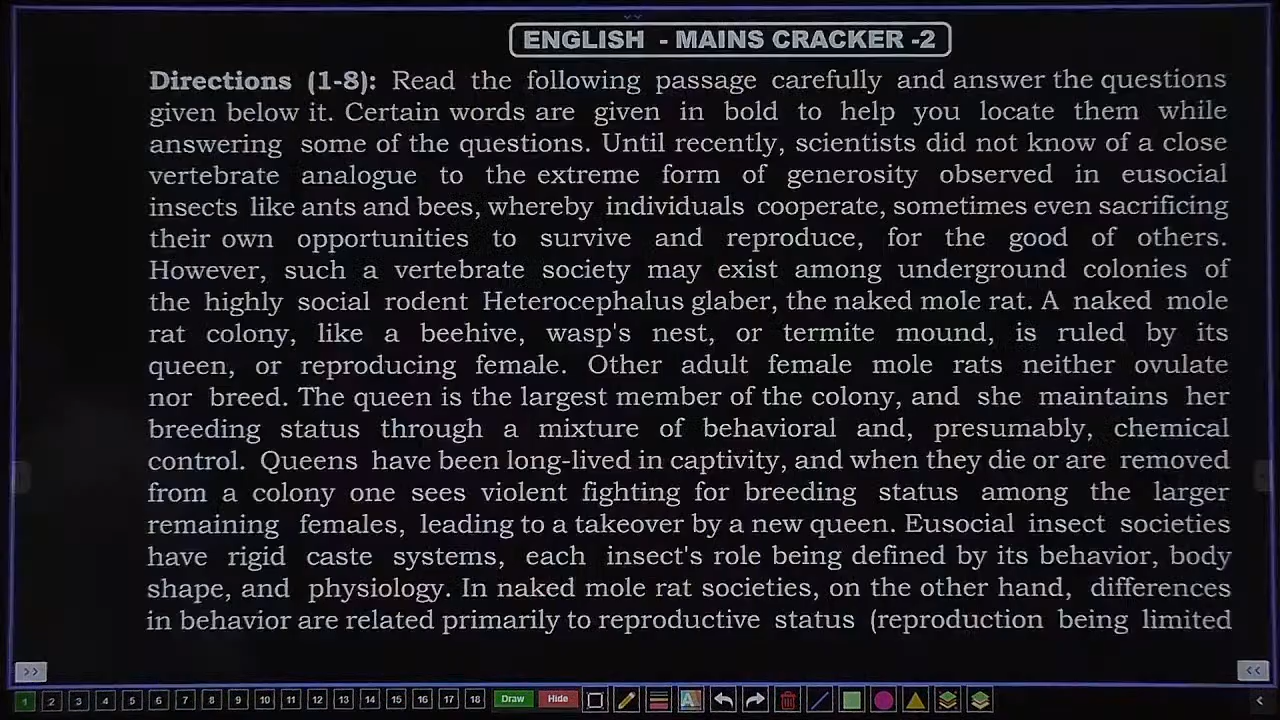 ENGLISH - MAINS CRACKER -2
Directions (1-8): Read the following passage carefully and answer the questions
given below it. Certain words are given in bold to help you locate them while
answering some of the questions. Until recently, scientists did not know of a close
vertebrate analogue to the extreme form of generosity observed in eusocial
insects like ants and bees, whereby individuals cooperate, sometimes even sacrificing
their own opportunities to survive and reproduce, for the good of others.
However, such a vertebrate society may exist among underground colonies of
the highly social rodent Heterocephalus glaber, the naked mole rat. A naked mole
rat colony, like a beehive, wasp's nest, or termite mound, is ruled by its
queen, or reproducing female. Other adult female mole rats neither ovulate
nor breed. The queen is the largest member of the colony, and she maintains her
breeding status through a mixture of behavioral and, presumably, chemical
control. Queens have been long-lived in captivity, and when they die or are removed
from a colony one sees violent fighting for breeding status among the larger
remaining females, leading to a takeover by a new queen. Eusocial insect societies
have rigid caste systems, each insect's role being defined by its behavior, body
shape, and physiology. In naked mole rat societies, on the other hand, differences
in behavior are related primarily to reproductive status (reproduction being limited
>> <<
1 2 3 4 5 6 7 8 9 10 11 12 13 14 15 16 17 18 Draw Hide A <